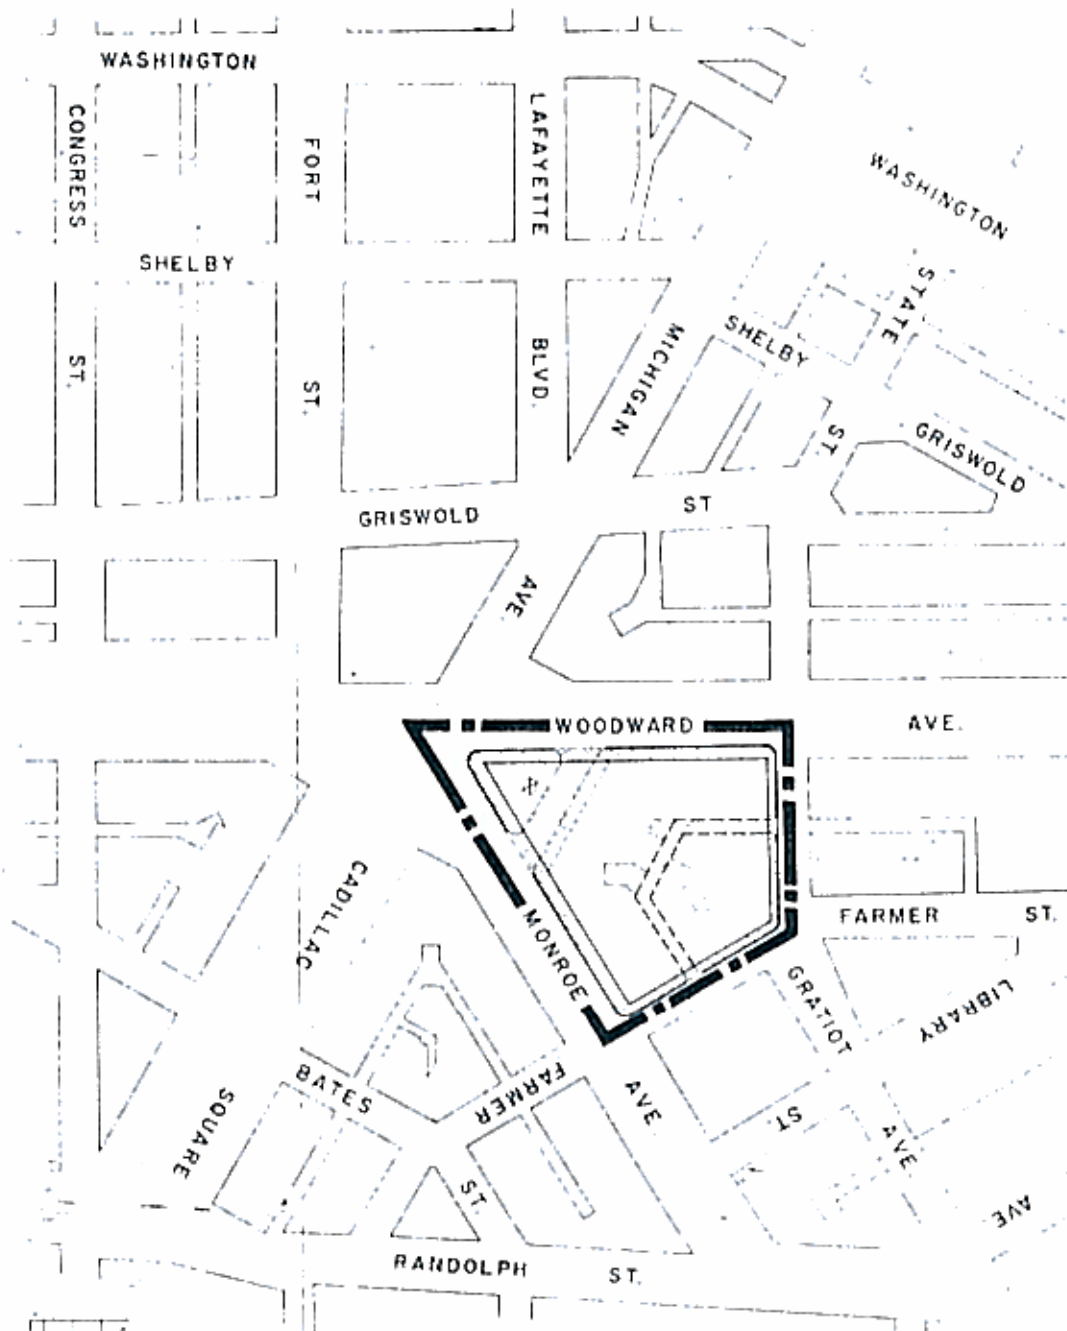 WASHINGTON
CONGRESS
ST.
FORT
ST.
LAFAYETTE
BLVD.
WASHINGTON
SHELBY
STATE
MICHIGAN
AVE.
SHELBY
ST.
GRISWOLD
GRISWOLD
ST
WOODWARD
AVE.
CADILLAC
SQUARE
MONROE
AVE
FARMER
ST.
GRATIOT
AVE
LIBRARY
AVE
BATES
FARMER
ST.
ST
RANDOLPH
ST.